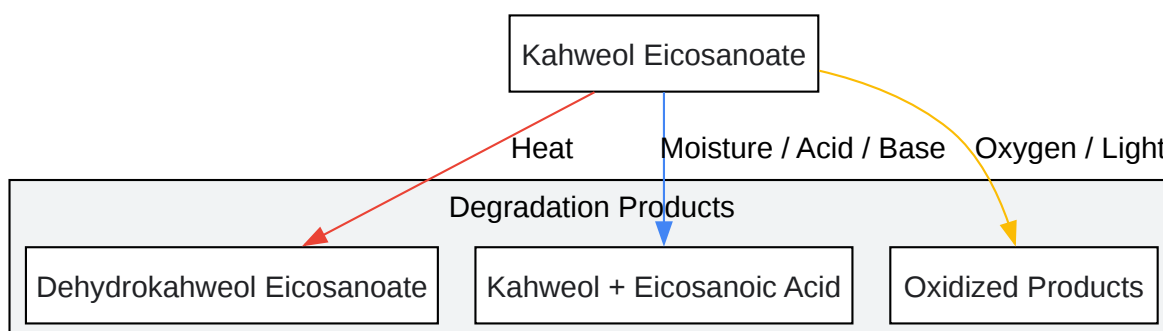 Kahweol Eicosanoate
Heat
Moisture / Acid / Base
Oxygen / Light
Degradation Products
Dehydrokahweol Eicosanoate
Kahweol + Eicosanoic Acid
Oxidized Products